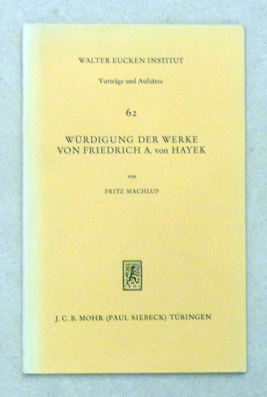 WALTER EUCKEN INSTITUT
Vorträge und Aufsätze
62
WÜRDIGUNG DER WERKE
VON FRIEDRICH A. von HAYEK
von
FRITZ MACHLUP
J. C. B. MOHR (PAUL SIEBECK) TÜBINGEN